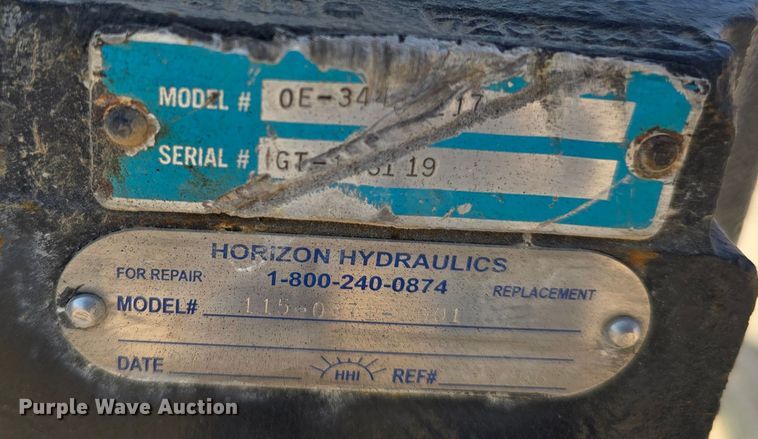 MODEL #
SERIAL # 19
HORIZON HYDRAULICS
FOR REPAIR 1-800-240-0874 REPLACEMENT
MODEL#
DATE HHI REF#
Purple Wave Auction